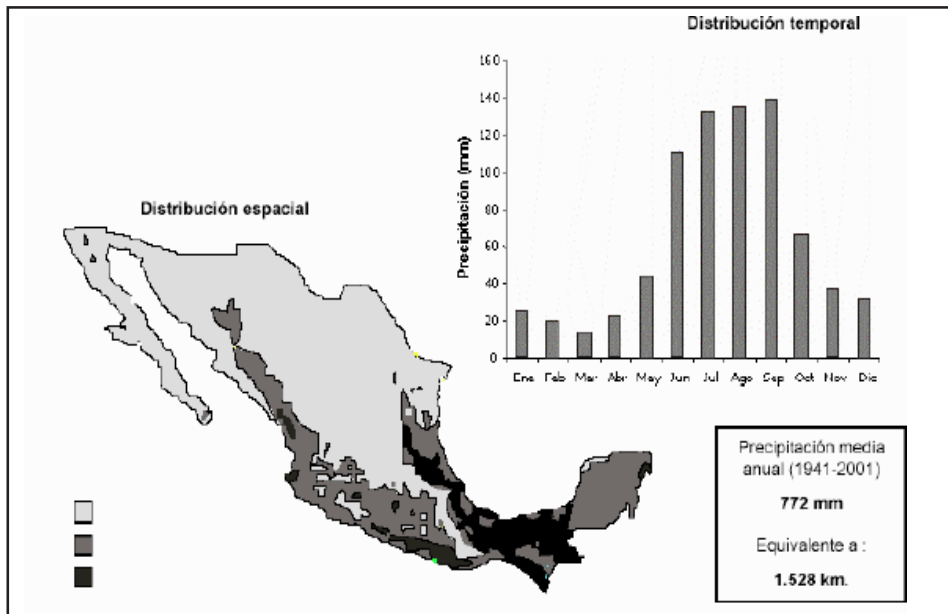 Distribución temporal
160
140
120
100
80
60
40
20
0
Precipitación (mm)
Ene Feb Mar Abr May Jun Jul Ago Sep Oct Nov Dic
Distribución espacial
Precipitación media
anual (1941-2001)
772 mm
Equivalente a :
1.528 km.